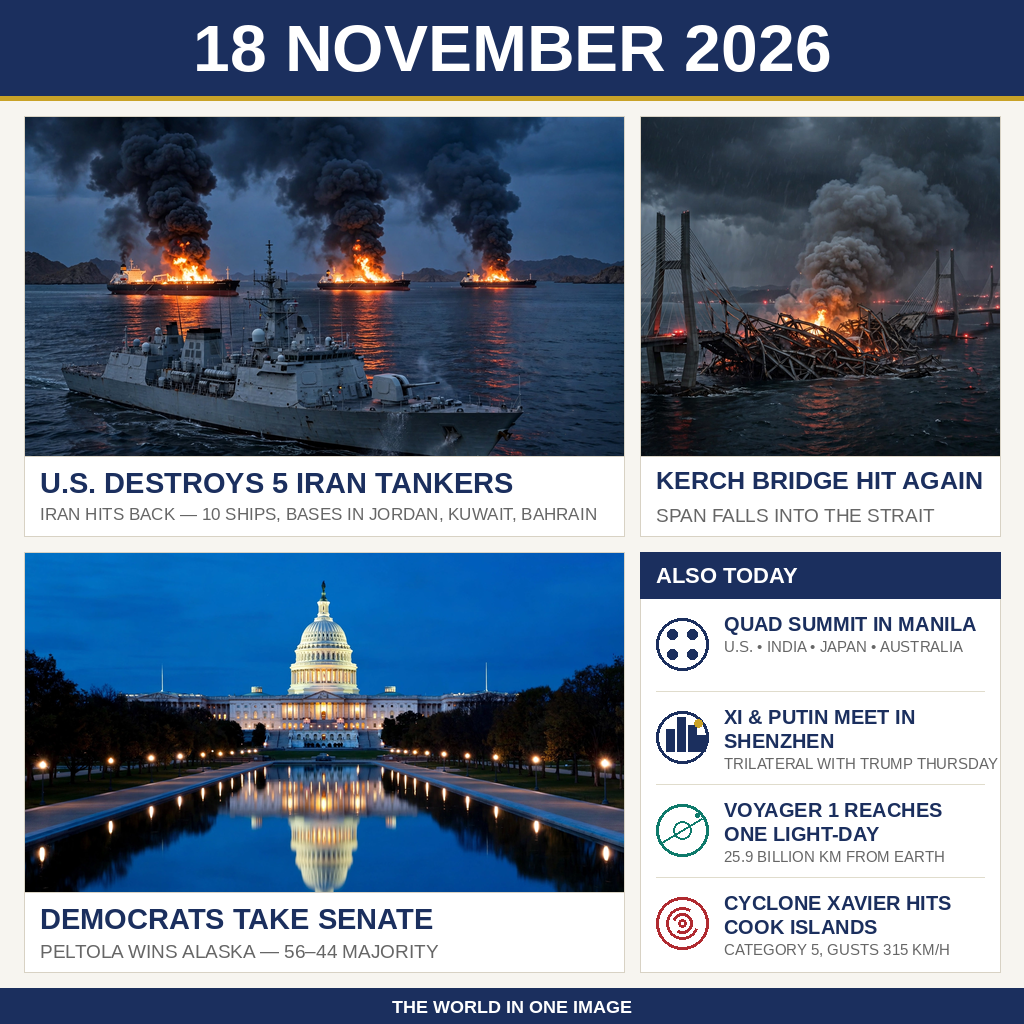 18 NOVEMBER 2026
U.S. DESTROYS 5 IRAN TANKERS
IRAN HITS BACK — 10 SHIPS, BASES IN JORDAN, KUWAIT, BAHRAIN
KERCH BRIDGE HIT AGAIN
SPAN FALLS INTO THE STRAIT
DEMOCRATS TAKE SENATE
PELTOLA WINS ALASKA — 56–44 MAJORITY
ALSO TODAY
QUAD SUMMIT IN MANILA
U.S. • INDIA • JAPAN • AUSTRALIA
XI & PUTIN MEET IN
SHENZHEN
TRILATERAL WITH TRUMP THURSDAY
VOYAGER 1 REACHES
ONE LIGHT-DAY
25.9 BILLION KM FROM EARTH
CYCLONE XAVIER HITS
COOK ISLANDS
CATEGORY 5, GUSTS 315 KM/H
THE WORLD IN ONE IMAGE